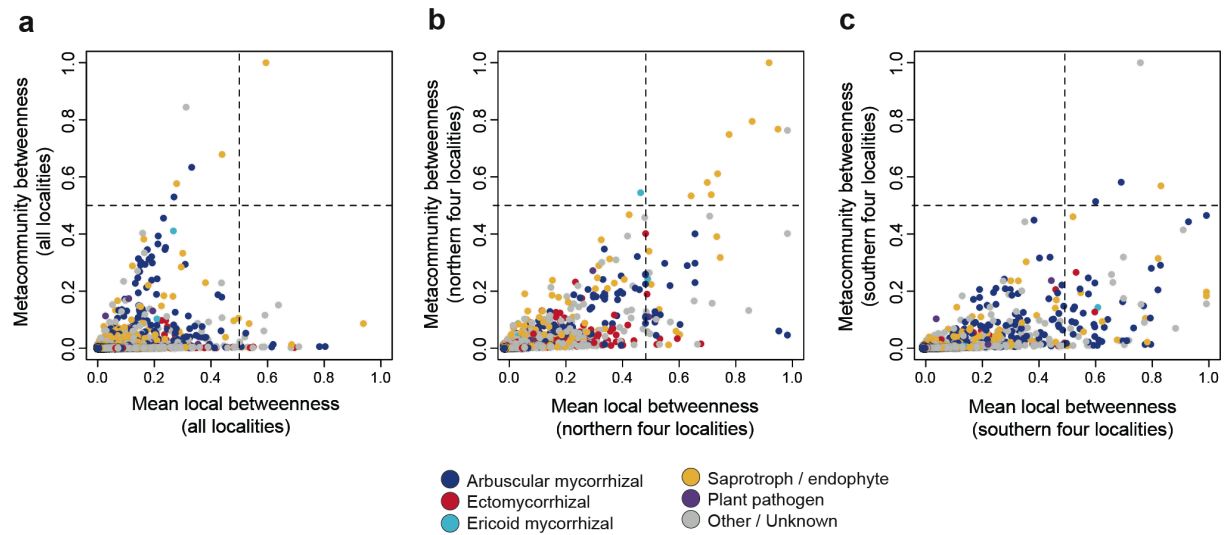 a
Metacommunity betweenness
(all localities)
1.0
0.8
0.6
0.4
0.2
0.0
0.0 0.2 0.4 0.6 0.8 1.0
Mean local betweenness
(all localities)
b
Metacommunity betweenness
(northern four localities)
1.0
0.8
0.6
0.4
0.2
0.0
0.0 0.2 0.4 0.6 0.8 1.0
Mean local betweenness
(northern four localities)
c
Metacommunity betweenness
(southern four localities)
1.0
0.8
0.6
0.4
0.2
0.0
0.0 0.2 0.4 0.6 0.8 1.0
Mean local betweenness
(southern four localities)
Arbuscular mycorrhizal
Ectomycorrhizal
Ericoid mycorrhizal
Saprotroph / endophyte
Plant pathogen
Other / Unknown